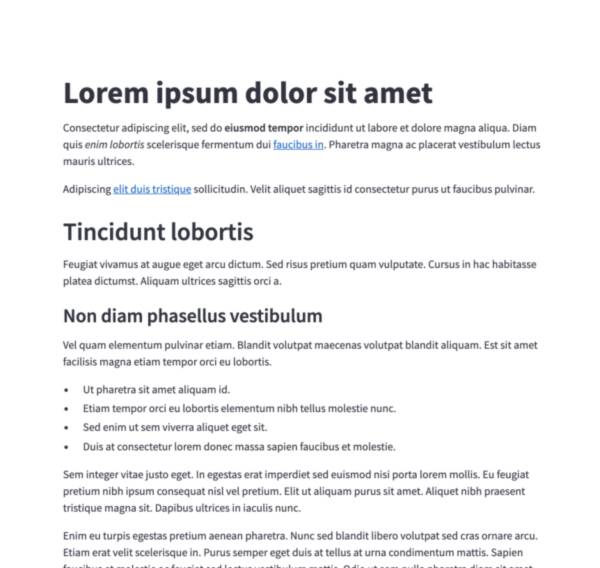 Lorem ipsum dolor sit amet
Consectetur adipiscing elit, sed do eiusmod tempor incididunt ut labore et dolore magna aliqua. Diam
quis enim lobortis scelerisque fermentum dui faucibus in. Pharetra magna ac placerat vestibulum lectus
mauris ultrices.
Adipiscing elit duis tristique sollicitudin. Velit aliquet sagittis id consectetur purus ut faucibus pulvinar.
Tincidunt lobortis
Feugiat vivamus at augue eget arcu dictum. Sed risus pretium quam vulputate. Cursus in hac habitasse
platea dictumst. Aliquam ultrices sagittis orci a.
Non diam phasellus vestibulum
Vel quam elementum pulvinar etiam. Blandit volutpat maecenas volutpat blandit aliquam. Est sit amet
facilisis magna etiam tempor orci eu lobortis.
• Ut pharetra sit amet aliquam id.
• Etiam tempor orci eu lobortis elementum nibh tellus molestie nunc.
• Sed enim ut sem viverra aliquet eget sit.
• Duis at consectetur lorem donec massa sapien faucibus et molestie.
Sem integer vitae justo eget. In egestas erat imperdiet sed euismod nisi porta lorem mollis. Eu feugiat
pretium nibh ipsum consequat nisl vel pretium. Elit ut aliquam purus sit amet. Aliquet nibh praesent
tristique magna sit. Dapibus ultrices in iaculis nunc.
Enim eu turpis egestas pretium aenean pharetra. Nunc sed blandit libero volutpat sed cras ornare arcu.
Etiam erat velit scelerisque in. Purus semper eget duis at tellus at urna condimentum mattis. Sapien